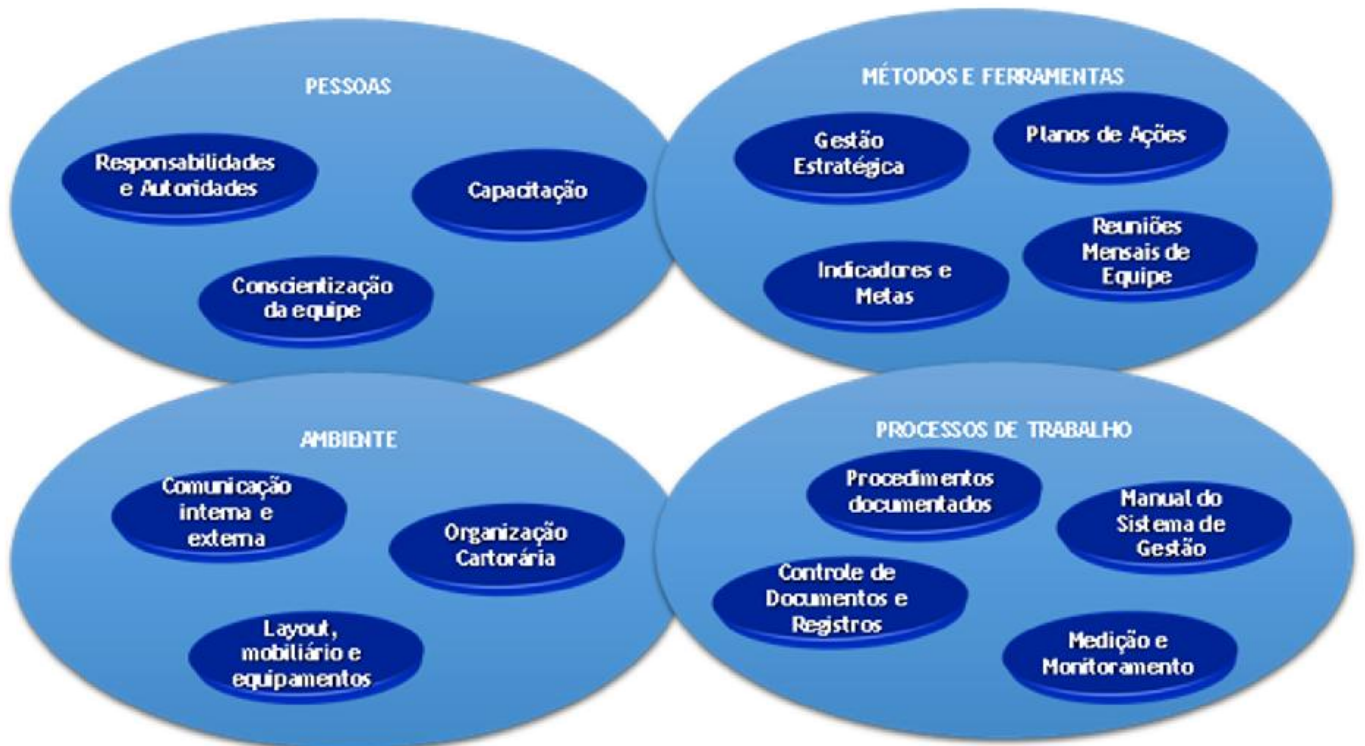 PESSOAS
Responsabilidades
e Autoridades
Capacitação
Conscientização
da equipe
MÉTODOS E FERRAMENTAS
Gestão
Estratégica
Planos de Ações
Indicadores e
Metas
Reuniões
Mensais de
Equipe
AMBIENTE
Comunicação
interna e
externa
Organização
Cartorária
Layout,
mobiliário e
equipamentos
PROCESSOS DE TRABALHO
Procedimentos
documentados
Manual do
Sistema de
Gestão
Controle de
Documentos e
Registros
Medição e
Monitoramento